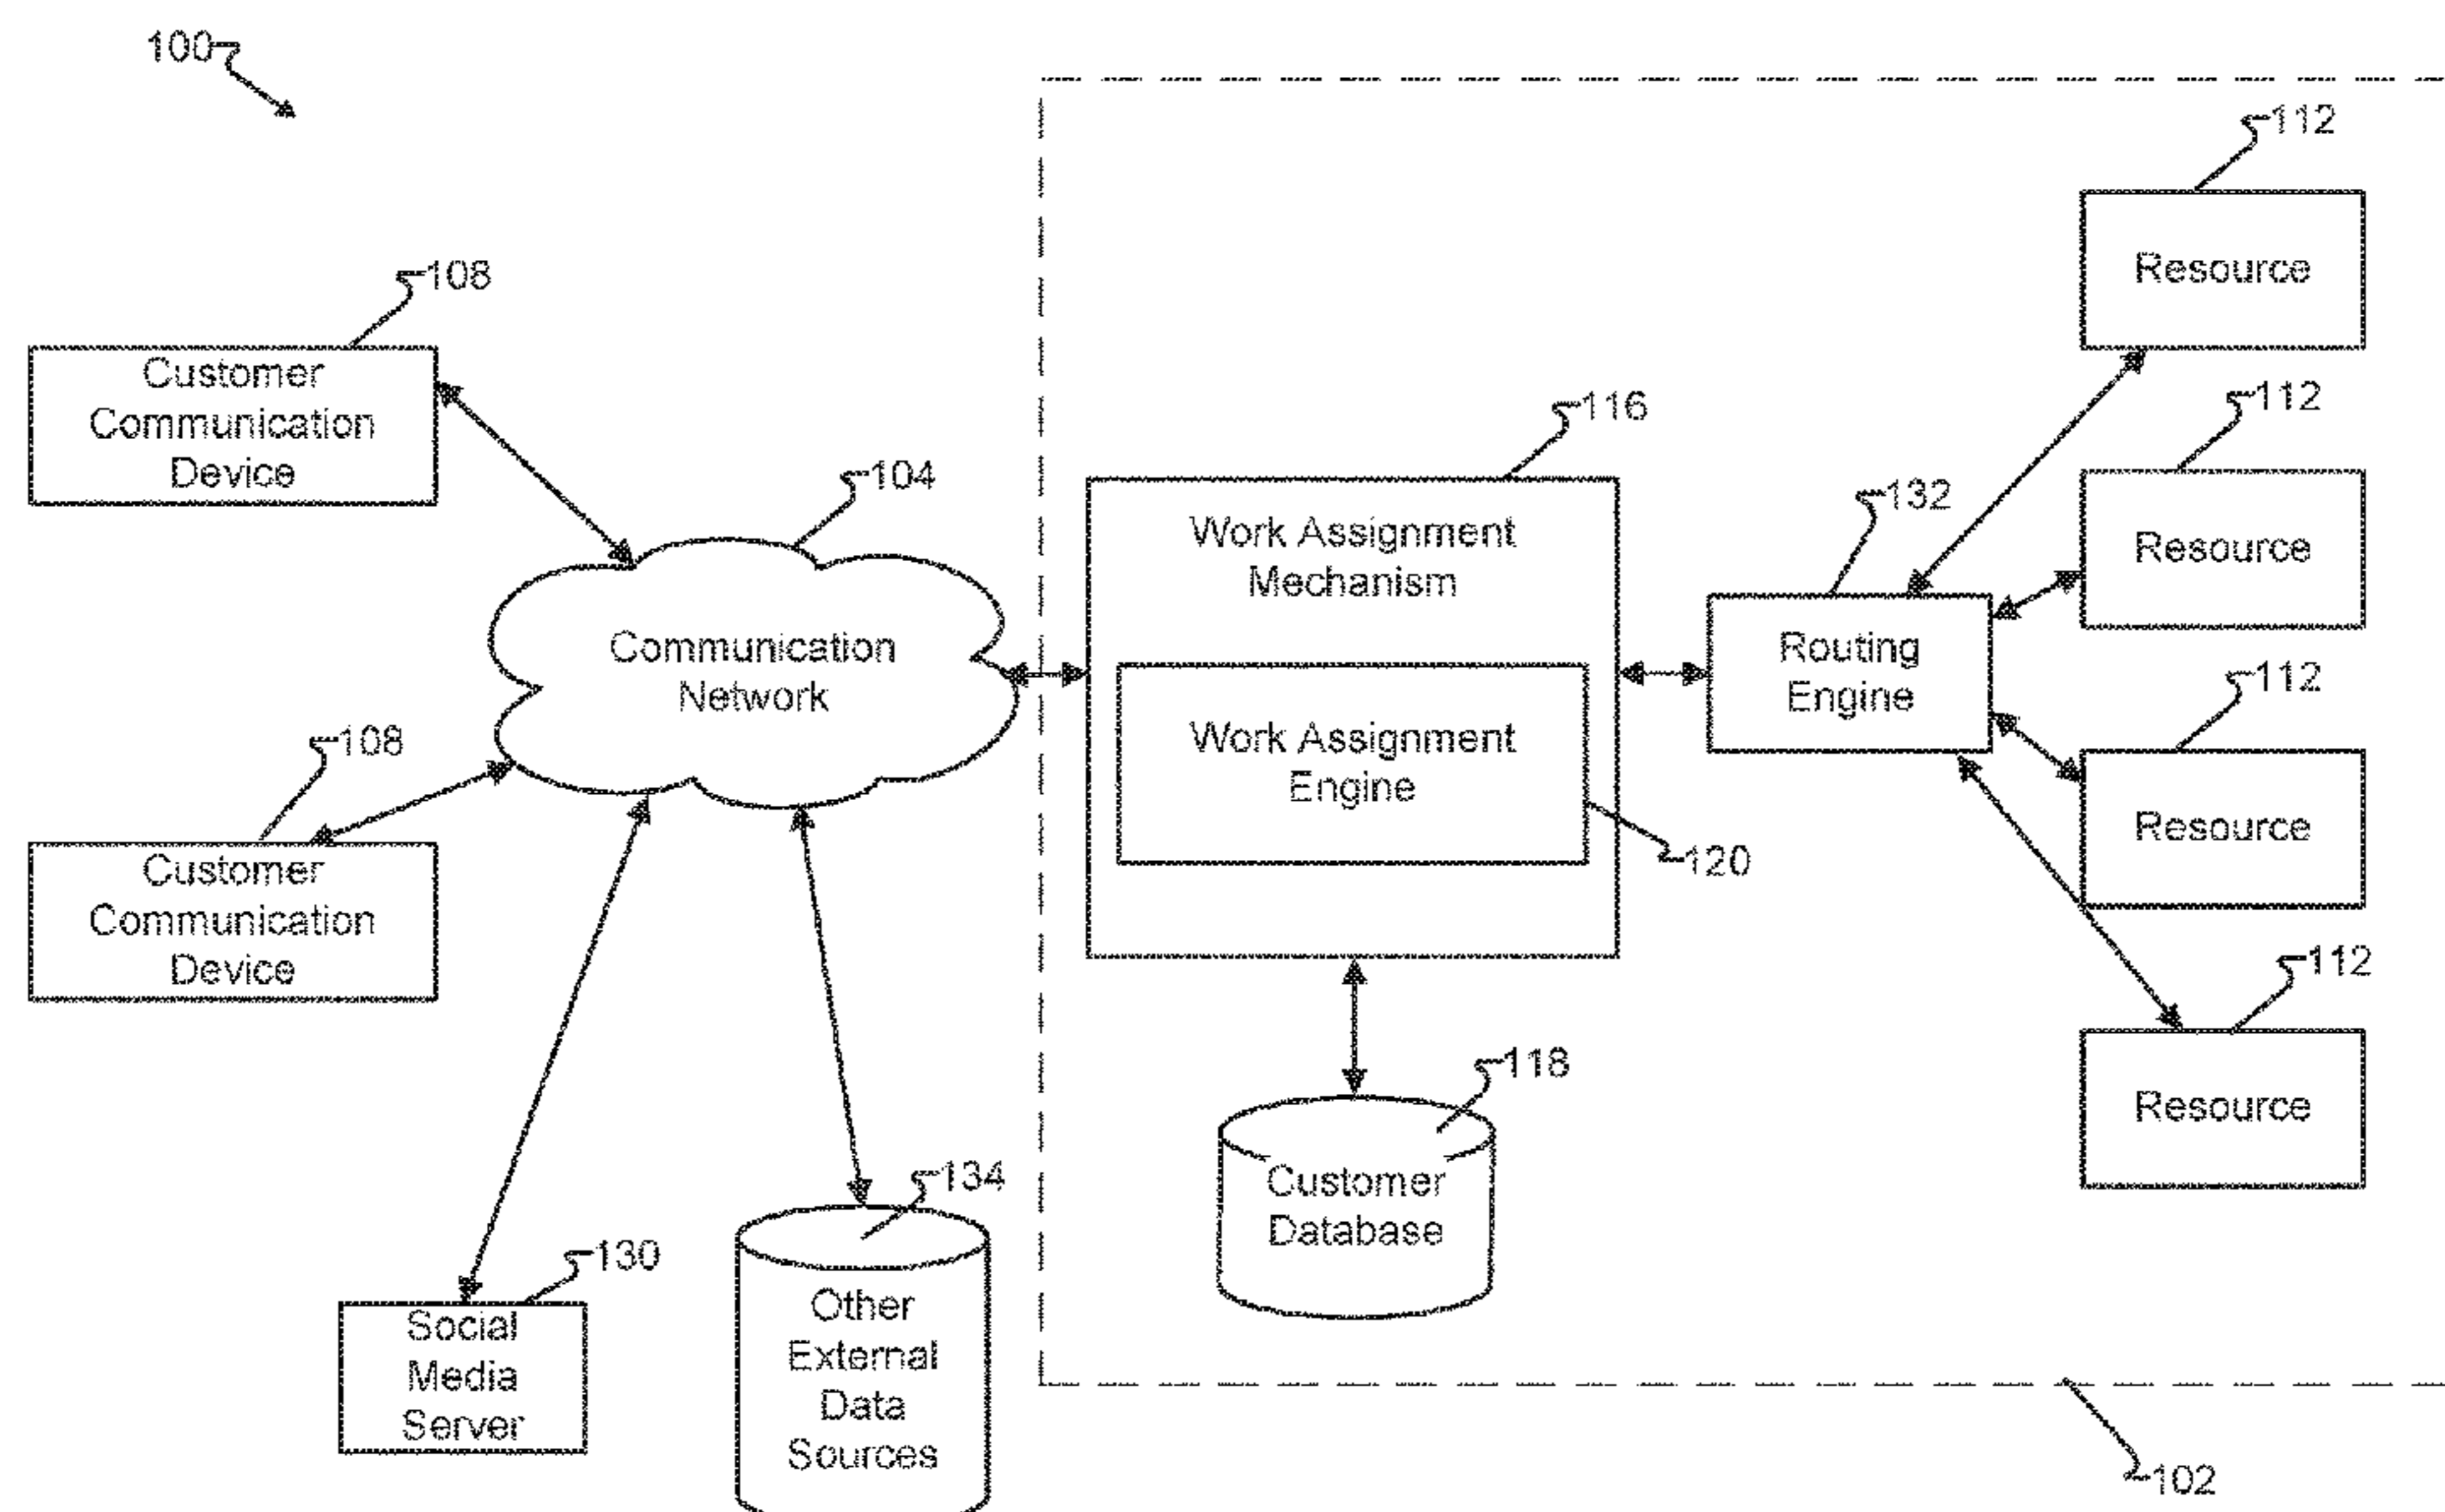 100
112
Resource
108
Customer
Communication
Device
112
Resource
116
104
Work Assignment
Mechanism
132
Communication
Network
Routing
Engine
112
Resource
Work Assignment
Engine
120
108
Customer
Communication
Device
112
Resource
118
Customer
Database
134
Other
External
Data
Sources
130
Social
Media
Server
102